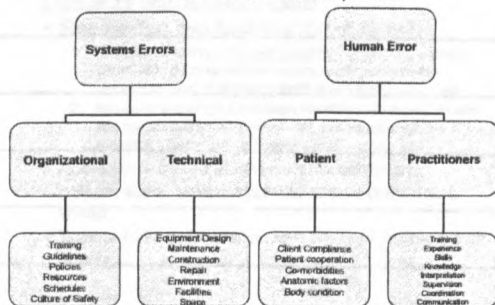 Systems Errors
Human Error
Organizational
Technical
Patient
Practitioners
Training
Guidelines
Policies
Resources
Schedules
Culture of Safety
Equipment Design
Maintenance
Construction
Repair
Environment
Facilities
Space
Client Compliance
Patient cooperation
Co-morbidities
Anatomic factors
Body condition
Training
Experience
Skills
Knowledge
Interpretation
Supervision
Coordination
Communication